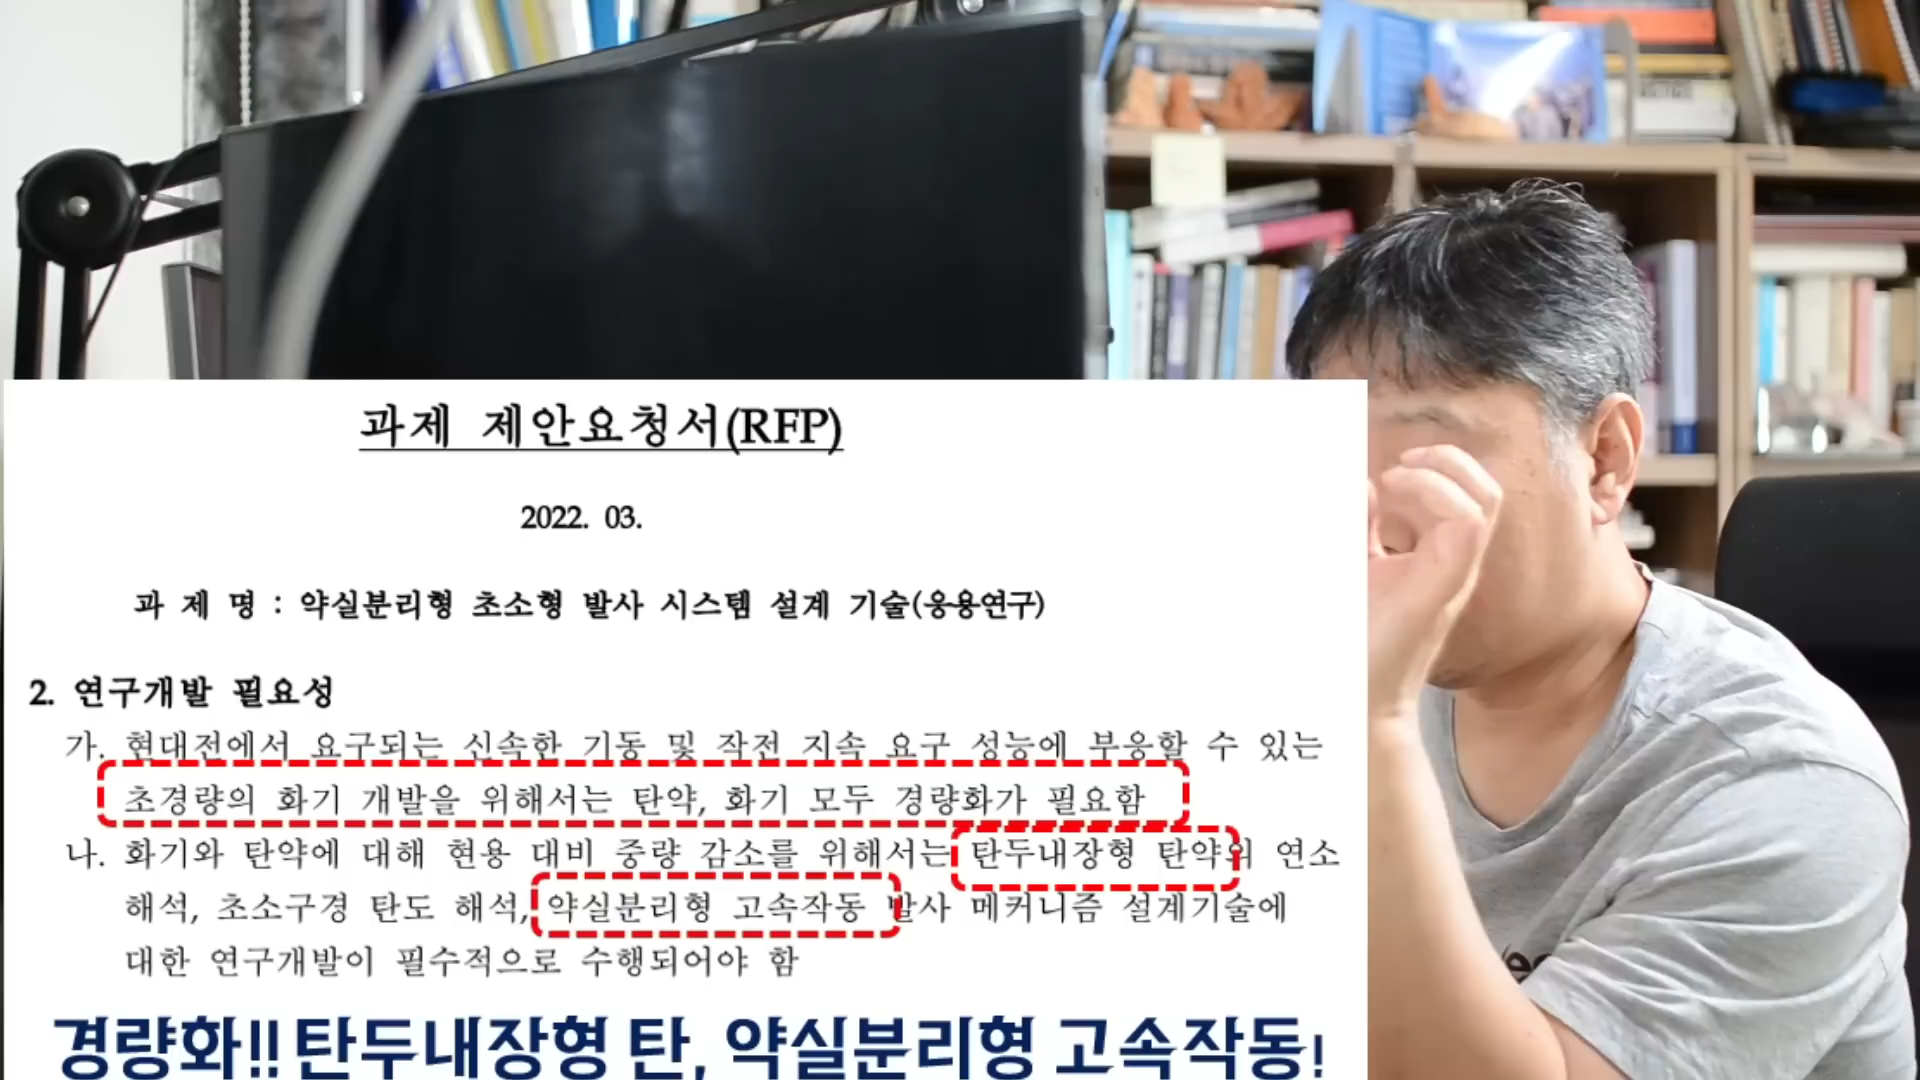 과제 제안요청서(RFP)
2022. 03.
과 제 명 : 약실분리형 초소형 발사 시스템 설계 기술(응용연구)
2. 연구개발 필요성
가. 현대전에서 요구되는 신속한 기동 및 작전 지속 요구 성능에 부응할 수 있는
초경량의 화기 개발을 위해서는 탄약, 화기 모두 경량화가 필요함
나. 화기와 탄약에 대해 현용 대비 중량 감소를 위해서는 탄두내장형 탄약의 연소
해석, 초소구경 탄도 해석, 약실분리형 고속작동 발사 메커니즘 설계기술에
대한 연구개발이 필수적으로 수행되어야 함
경량화!! 탄두내장형 탄, 약실분리형 고속작동!